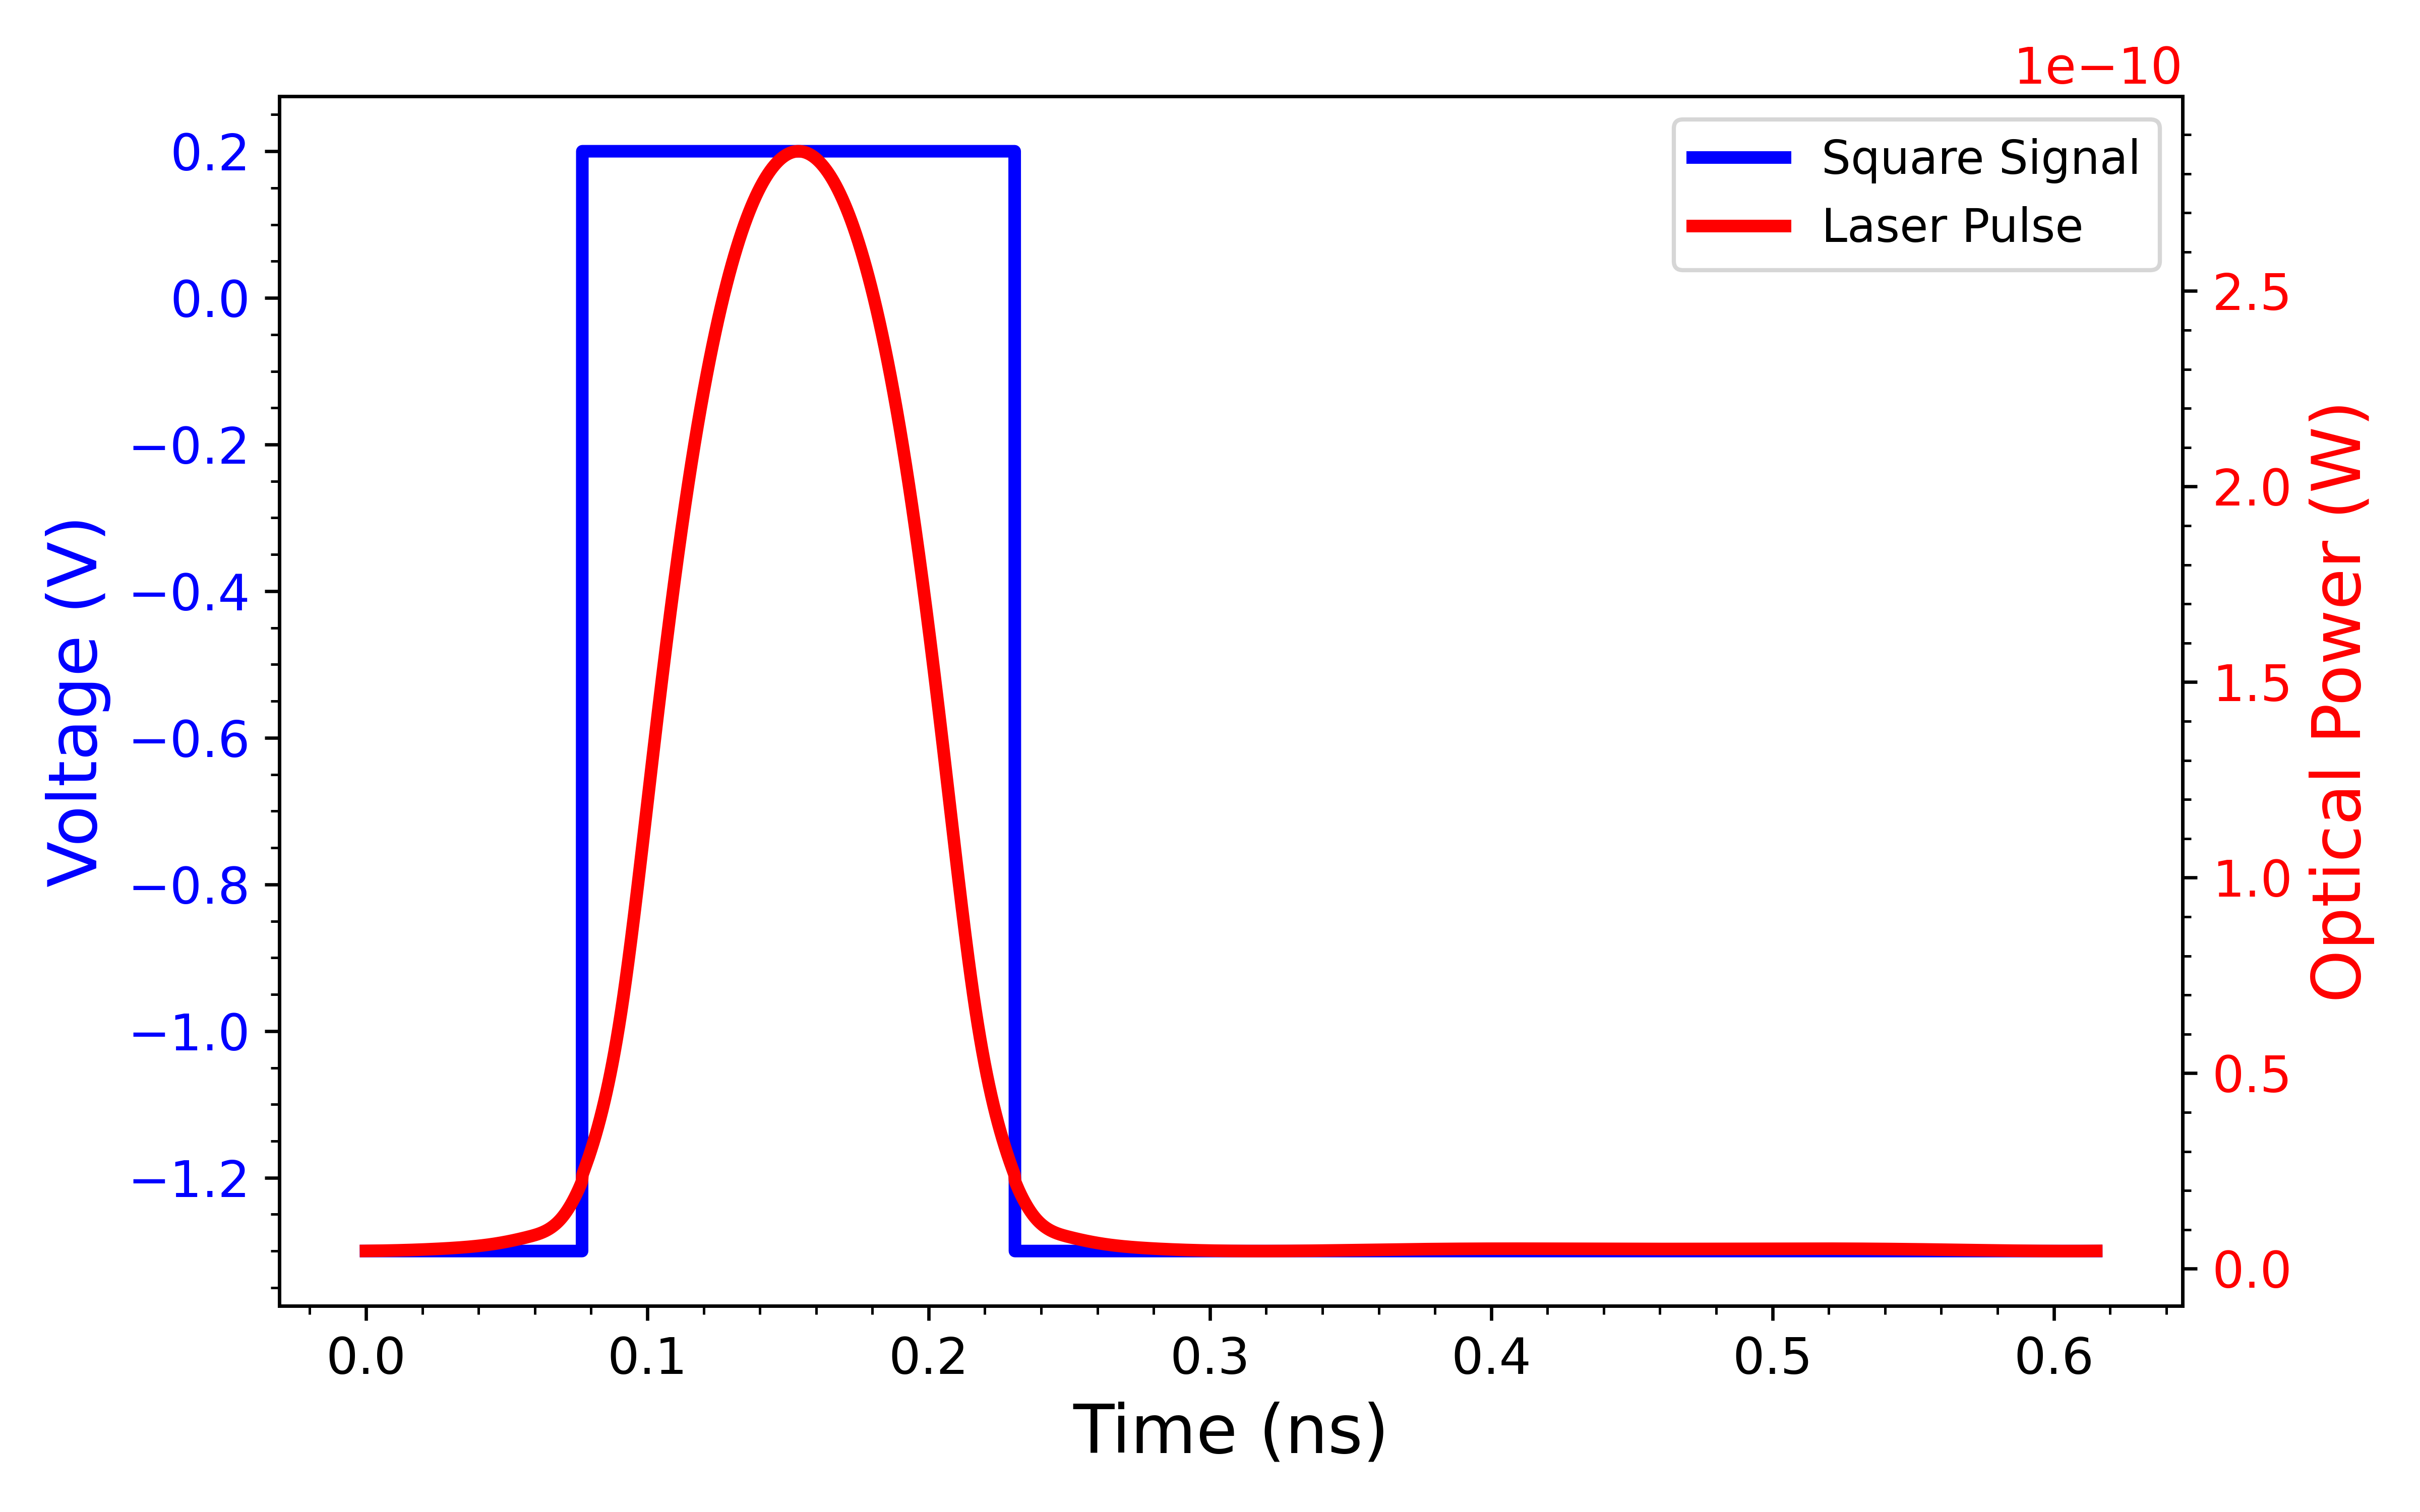 1e−10
Square Signal
Laser Pulse
Voltage (V)
0.2
0.0
−0.2
−0.4
−0.6
−0.8
−1.0
−1.2
2.5
2.0
1.5
1.0
0.5
0.0
Optical Power (W)
0.0 0.1 0.2 0.3 0.4 0.5 0.6
Time (ns)